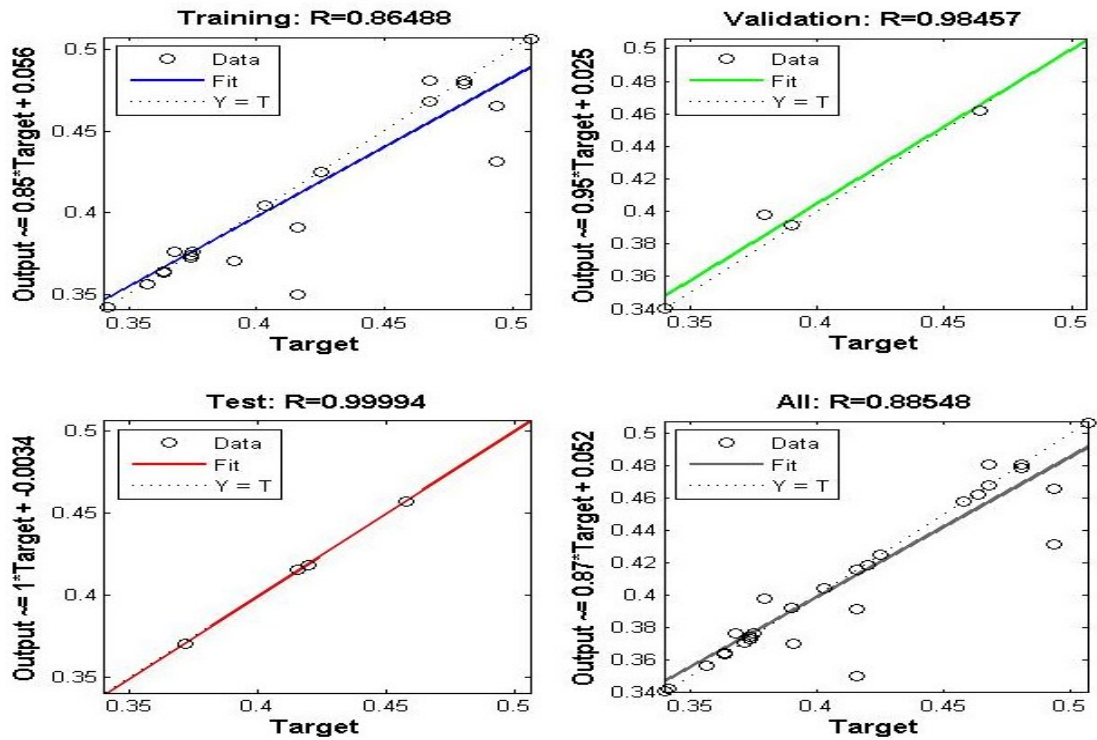 Training: R=0.86488
Output ~= 0.85*Target + 0.056
0.5
0.45
0.4
0.35
Data
Fit
Y = T
0.35 0.4 0.45 0.5
Target
Validation: R=0.98457
Output ~= 0.95*Target + 0.025
0.5
0.48
0.46
0.44
0.42
0.4
0.38
0.36
0.34
Data
Fit
Y = T
0.35 0.4 0.45 0.5
Target
Test: R=0.99994
Output ~= 1*Target + -0.0034
0.5
0.45
0.4
0.35
Data
Fit
Y = T
0.35 0.4 0.45 0.5
Target
All: R=0.88548
Output ~= 0.87*Target + 0.052
0.5
0.48
0.46
0.44
0.42
0.4
0.38
0.36
0.34
Data
Fit
Y = T
0.35 0.4 0.45 0.5
Target